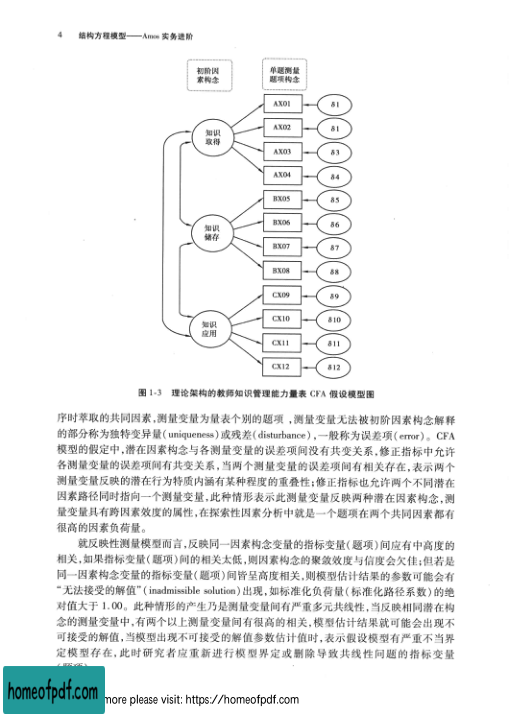 4 结构方程模型——Amos 实务进阶
初阶因
素构念
单题测量
题项构念
知识
取得
知识
储存
知识
应用
AX01 δ1
AX02 δ1
AX03 δ3
AX04 δ4
BX05 δ5
BX06 δ6
BX07 δ7
BX08 δ8
CX09 δ9
CX10 δ10
CX11 δ11
CX12 δ12
图 1-3 理论架构的教师知识管理能力量表 CFA 假设模型图
序时萃取的共同因素,测量变量为量表个别的题项,测量变量无法被初阶因素构念解释
的部分称为独特变异量(uniqueness)或残差(disturbance),一般称为误差项(error)。CFA
模型的假定中,潜在因素构念与各测量变量的误差项间没有共变关系,修正指标中允许
各测量变量的误差项间有共变关系,当两个测量变量的误差项间有相关存在,表示两个
测量变量反映的潜在行为特质内涵有某种程度的重叠性;修正指标也允许两个不同潜在
因素路径同时指向一个测量变量,此种情形表示此测量变量反映两种潜在因素构念,测
量变量具有跨因素效度的属性,在探索性因素分析中就是一个题项在两个共同因素都有
很高的因素负荷量。
就反映性测量模型而言,反映同一因素构念变量的指标变量(题项)间应有中高度的
相关,如果指标变量(题项)间的相关太低,则因素构念的聚敛效度与信度会欠佳;但若是
同一因素构念变量的指标变量(题项)间皆呈高度相关,则模型估计结果的参数可能会有
“无法接受的解值”(inadmissible solution)出现,如标准化负荷量(标准化路径系数)的绝
对值大于 1.00。此种情形的产生乃是测量变量间有严重多元共线性,当反映相同潜在构
念的测量变量中,有两个以上测量变量间有很高的相关,模型估计结果就可能会出现不
可接受的解值,当模型出现不可接受的解值参数估计值时,表示假设模型有严重不当界
定模型存在,此时研究者应重新进行模型界定或删除导致共线性问题的指标变量
homeofpdf.com
more please visit: https://homeofpdf.com